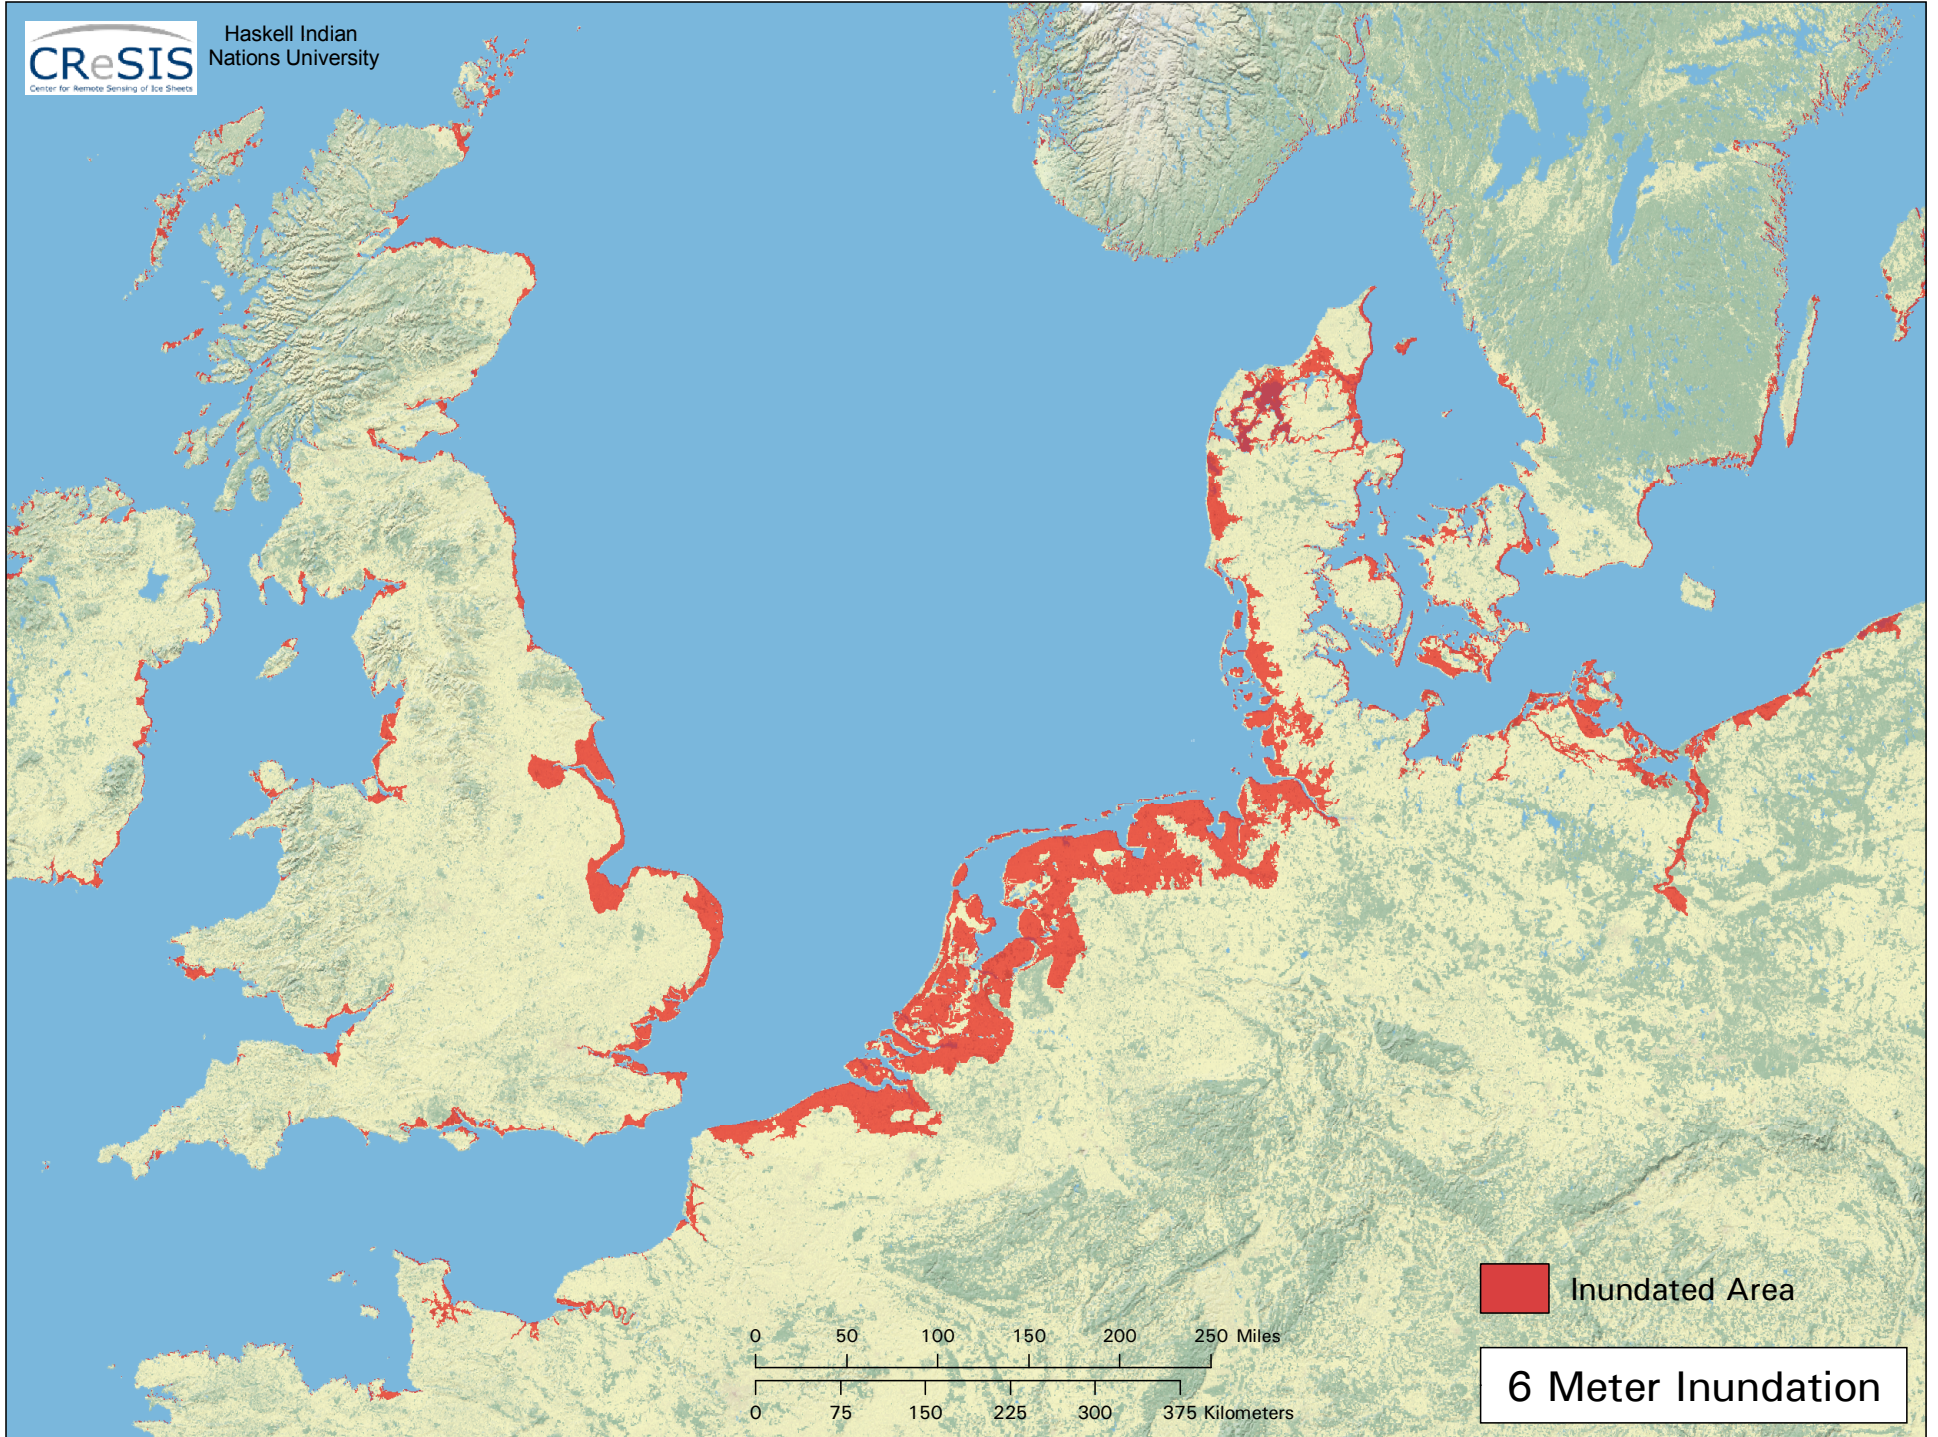 CReSIS
Center for Remote Sensing of Ice Sheets
Haskell Indian
Nations University
0 50 100 150 200 250 Miles
0 75 150 225 300 375 Kilometers
Inundated Area
6 Meter Inundation